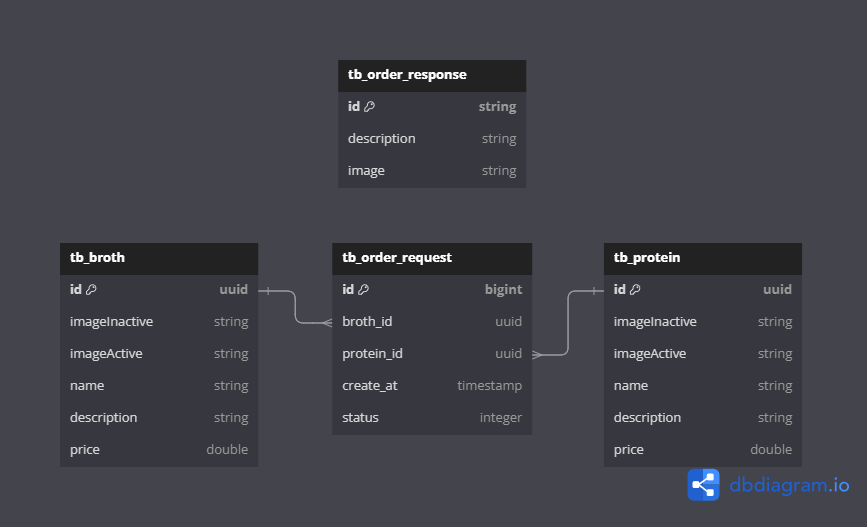 tb_order_response
id string
description string
image string
tb_broth
id uuid
imageInactive string
imageActive string
name string
description string
price double
tb_order_request
id bigint
broth_id uuid
protein_id uuid
create_at timestamp
status integer
tb_protein
id uuid
imageInactive string
imageActive string
name string
description string
price double
dbdiagram.io